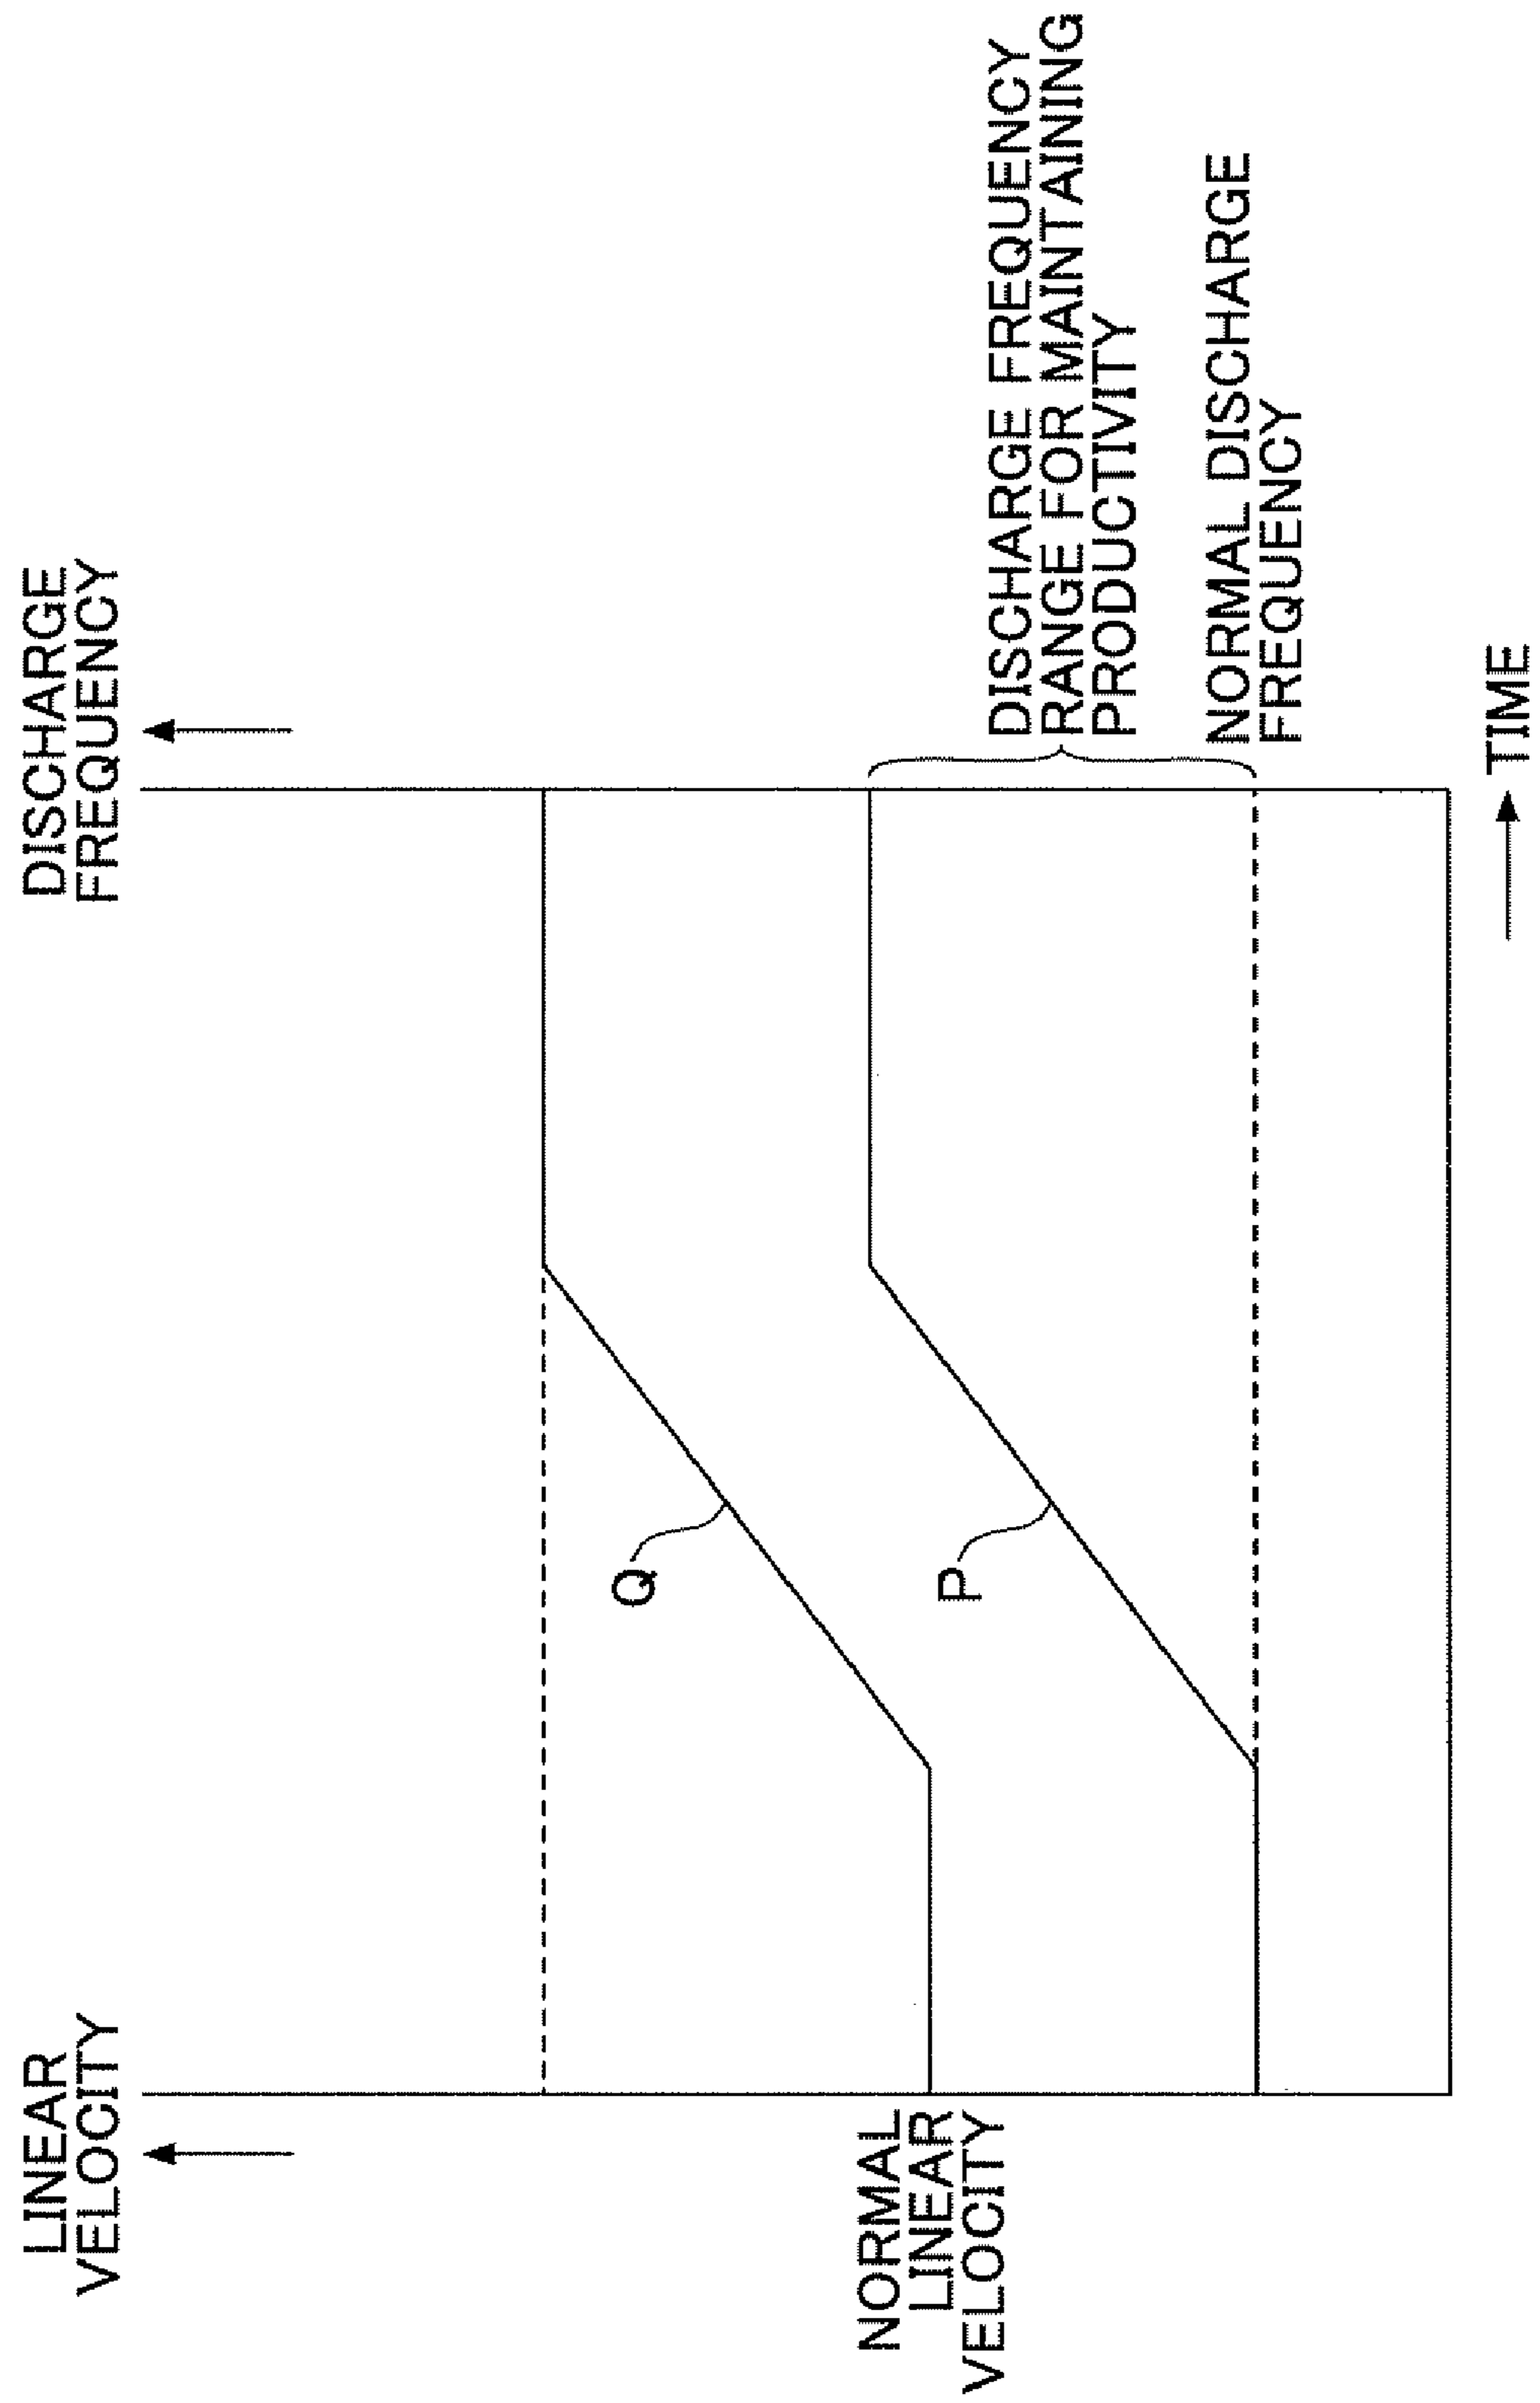 LINEAR
VELOCITY
DISCHARGE
FREQUENCY
Q
P
NORMAL
LINEAR
VELOCITY
DISCHARGE FREQUENCY
RANGE FOR MAINTAINING
PRODUCTIVITY
NORMAL DISCHARGE
FREQUENCY
TIME